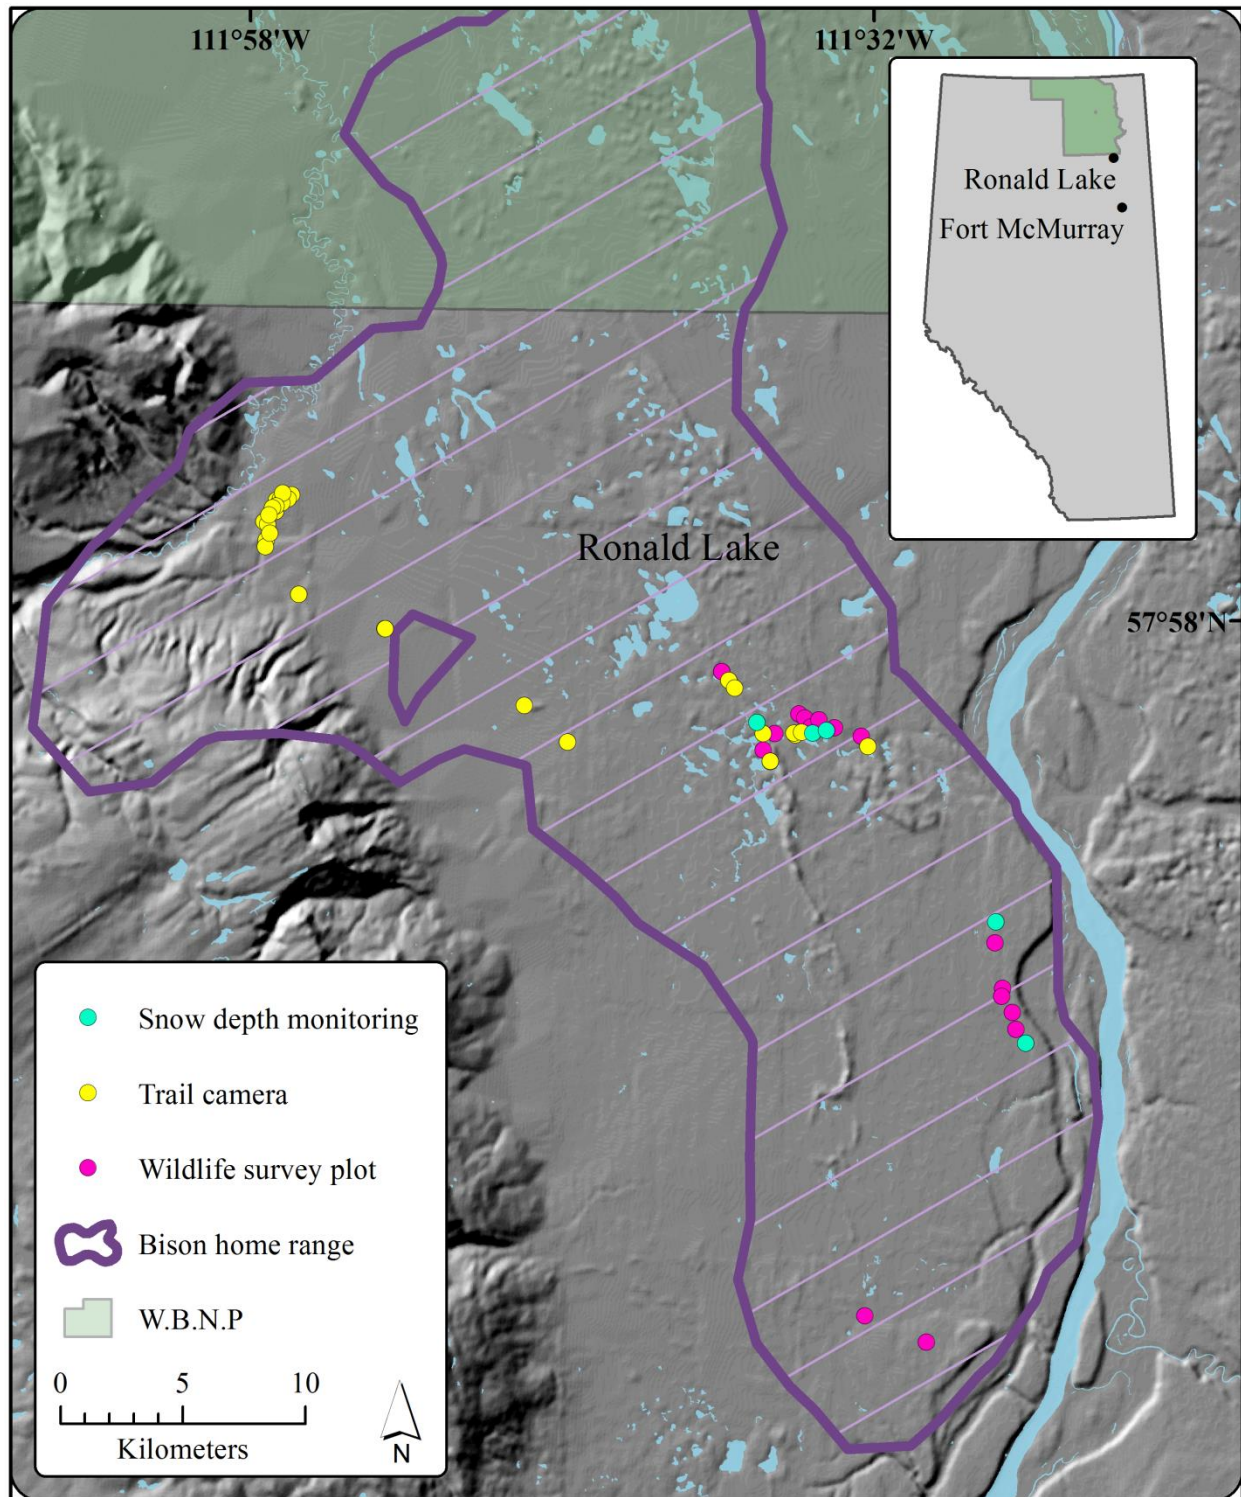 111°58'W
111°32'W
Ronald Lake
Fort McMurray
Ronald Lake
57°58'N
Snow depth monitoring
Trail camera
Wildlife survey plot
Bison home range
W.B.N.P
0 5 10
Kilometers
N